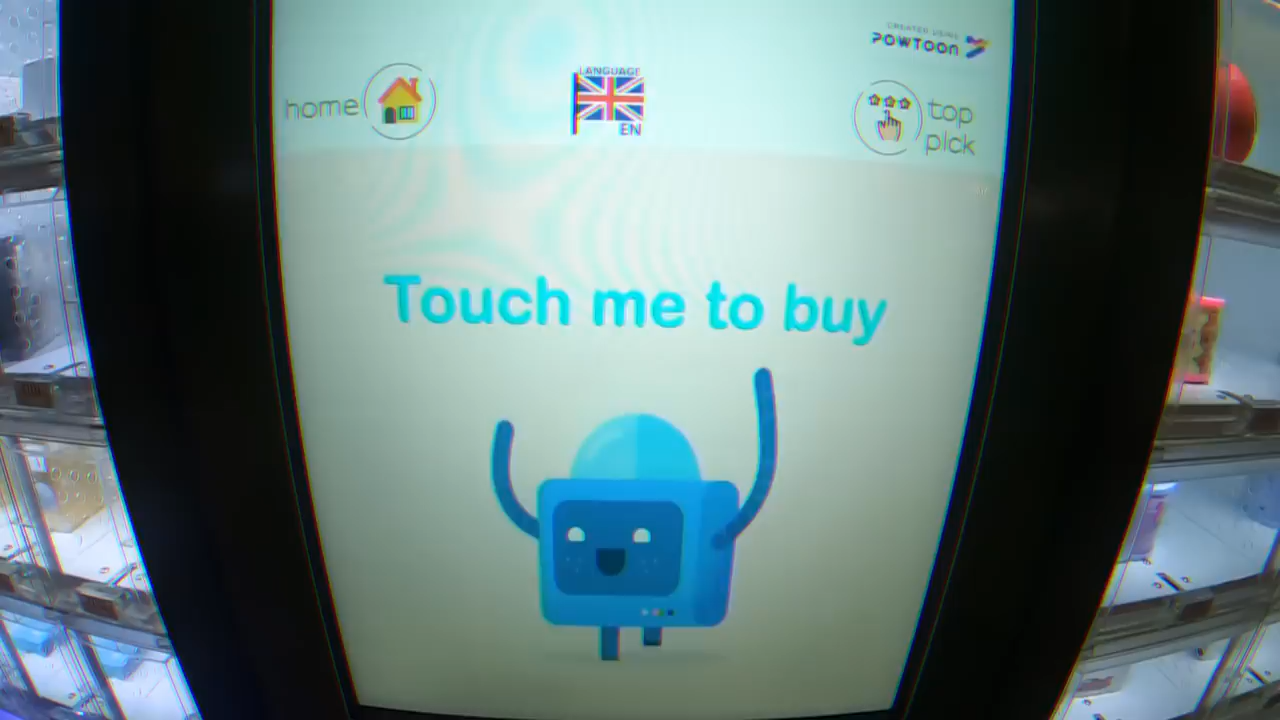 CREATED USING
POWTOON
home
LANGUAGE
EN
top
pick
Touch me to buy